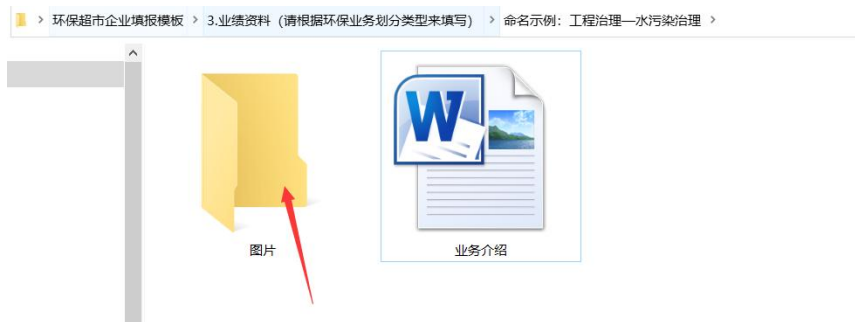 环保超市企业填报模板 > 3.业绩资料（请根据环保业务划分类型来填写） > 命名示例：工程治理—水污染治理 >
W
图片
业务介绍